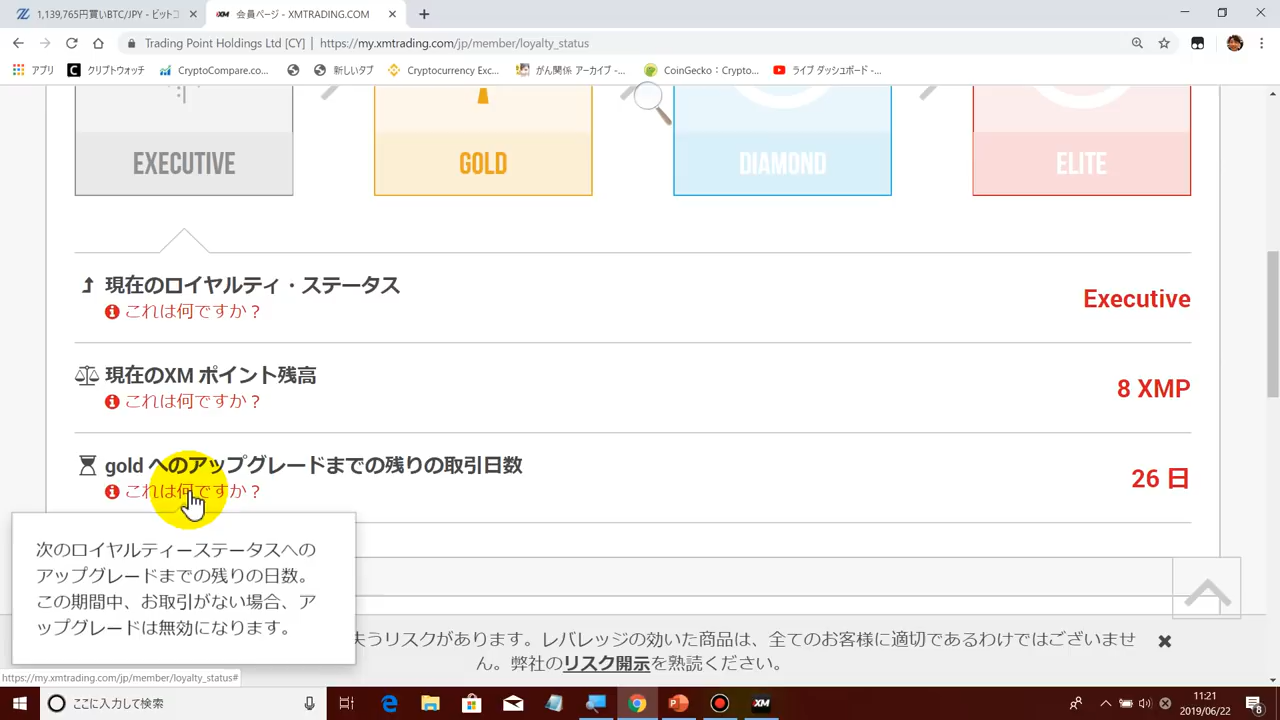 1,139,765円買いBTC/JPY - ビットコ
会員ページ - XMTRADING.COM
Trading Point Holdings Ltd [CY] | https://my.xmtrading.com/jp/member/loyalty_status
アプリ
クリプトウォッチ
CryptoCompare.co...
新しいタブ
Cryptocurrency Exc...
がん関係 アーカイブ -...
CoinGecko：Crypto...
ライブ ダッシュボード -...
EXECUTIVE
GOLD
DIAMOND
ELITE
現在のロイヤルティ・ステータス
これは何ですか？
Executive
現在のXM ポイント残高
これは何ですか？
8 XMP
gold へのアップグレードまでの残りの取引日数
これは何ですか？
26 日
次のロイヤルティーステータスへの
アップグレードまでの残りの日数。
この期間中、お取引がない場合、ア
ップグレードは無効になります。
失うリスクがあります。レバレッジの効いた商品は、全てのお客様に適切であるわけではございませ
ん。弊社のリスク開示を熟読ください。
https://my.xmtrading.com/jp/member/loyalty_status#
ここに入力して検索
XM
11:21
2019/06/22
8